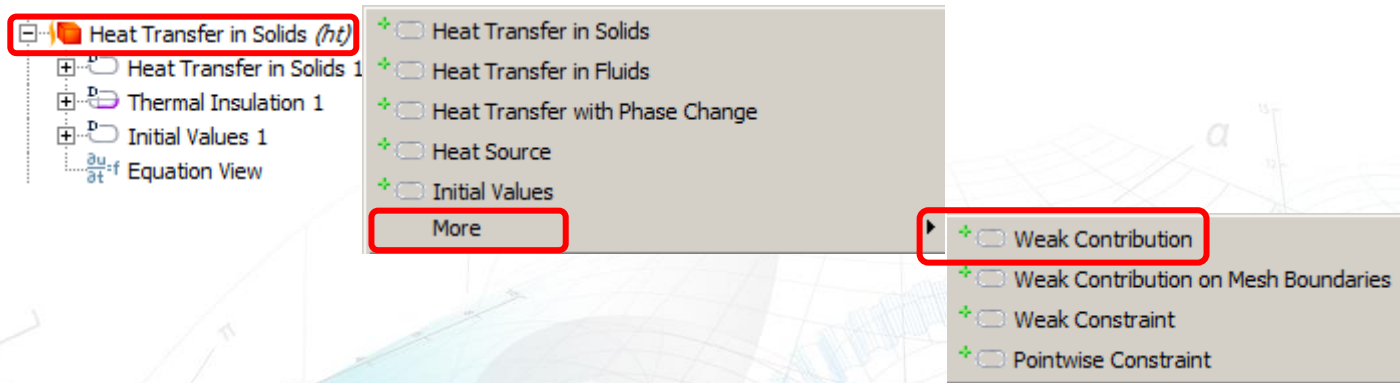 Heat Transfer in Solids (ht)
D Heat Transfer in Solids 1
D Thermal Insulation 1
D Initial Values 1
∂u/∂t=f Equation View
Heat Transfer in Solids
Heat Transfer in Fluids
Heat Transfer with Phase Change
Heat Source
Initial Values
More
Weak Contribution
Weak Contribution on Mesh Boundaries
Weak Constraint
Pointwise Constraint
α
π
15